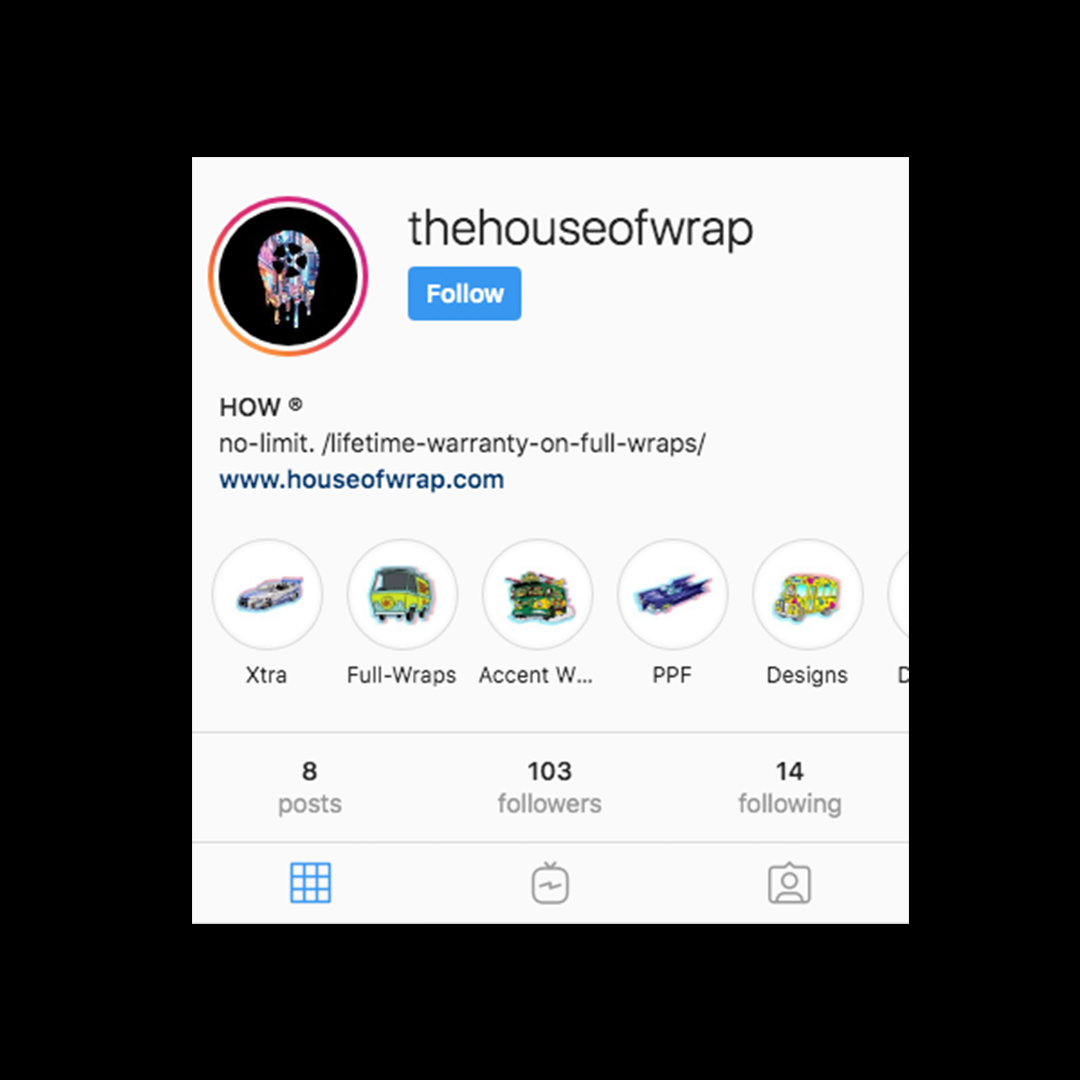 thehouseofwrap
Follow
HOW ®
no-limit. /lifetime-warranty-on-full-wraps/
www.houseofwrap.com
Xtra Full-Wraps Accent W... PPF Designs D
8 103 14
posts followers following